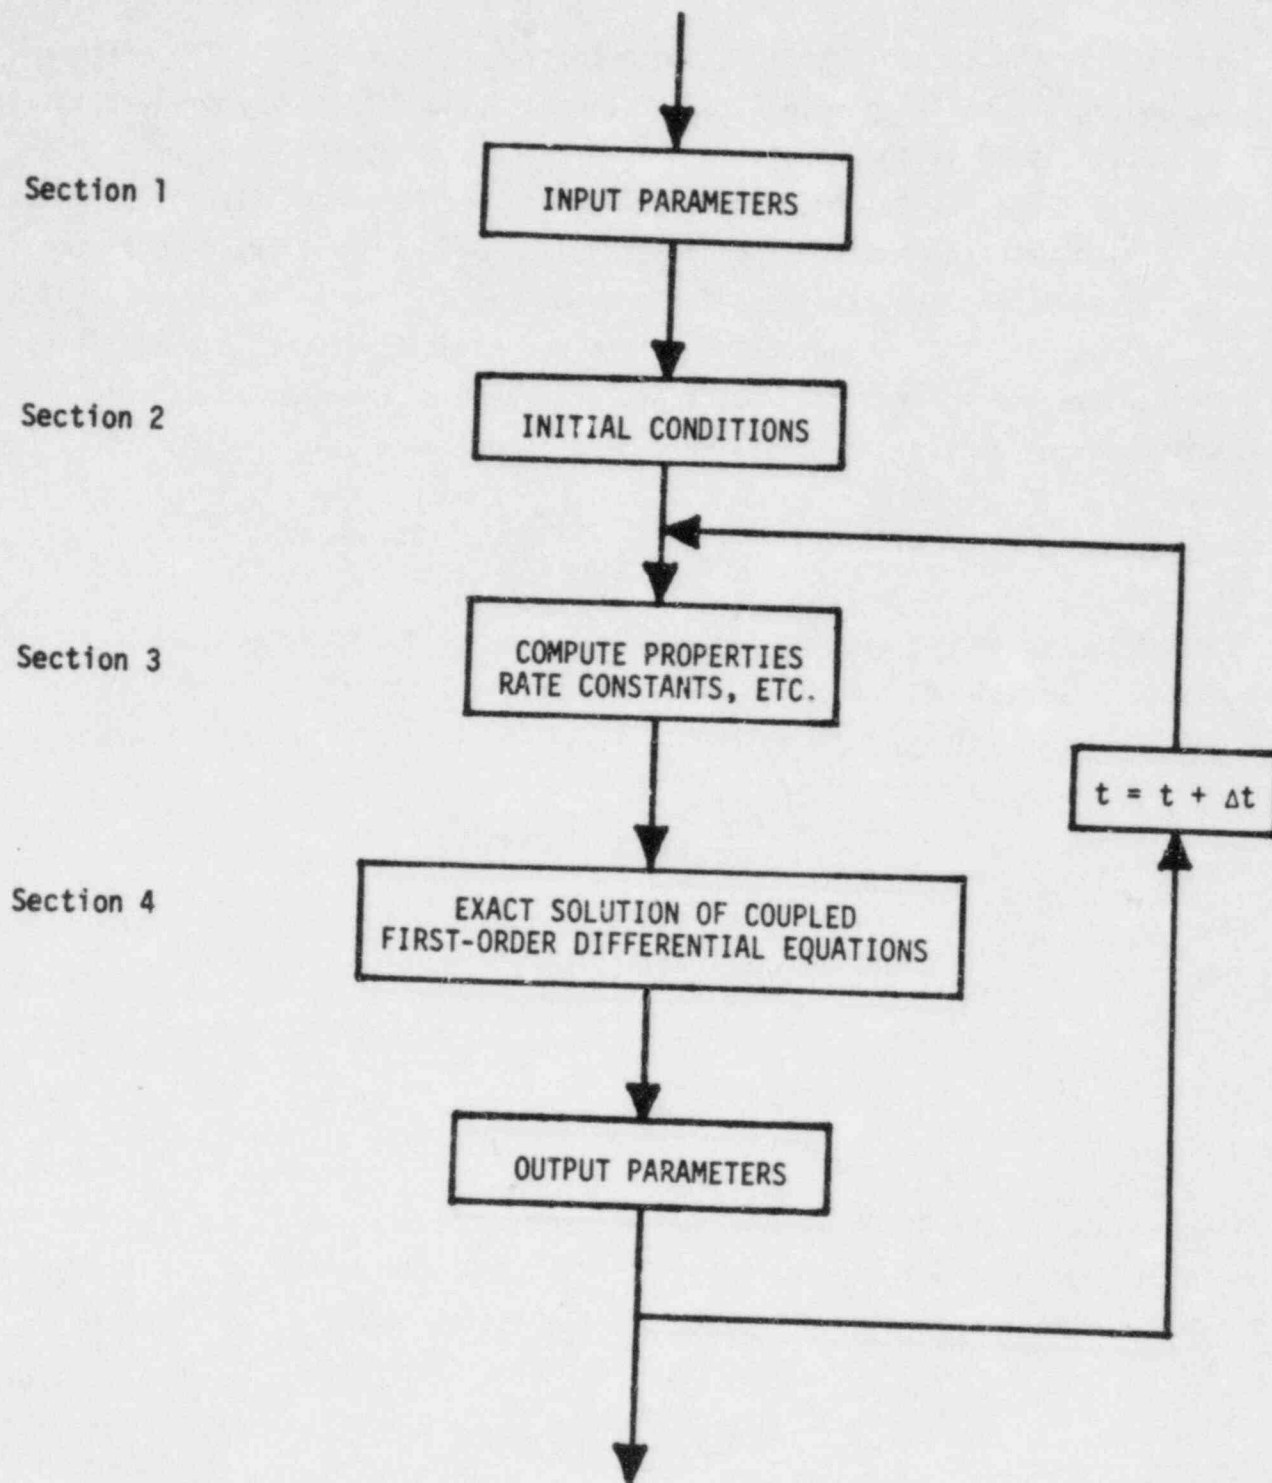 Section 1
INPUT PARAMETERS
Section 2
INITIAL CONDITIONS
Section 3
COMPUTE PROPERTIES
RATE CONSTANTS, ETC.
t = t + Δt
Section 4
EXACT SOLUTION OF COUPLED
FIRST-ORDER DIFFERENTIAL EQUATIONS
OUTPUT PARAMETERS